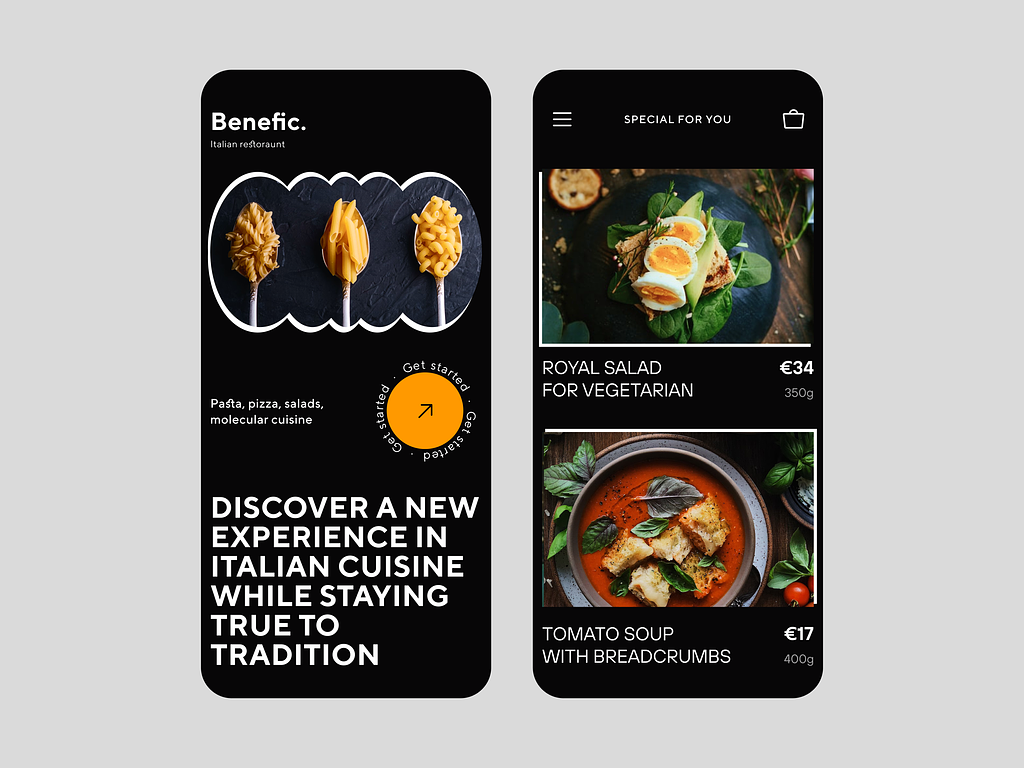 Benefic.
Italian restoraunt
Get started · Get started · Get started ·
Pasta, pizza, salads,
molecular cuisine
DISCOVER A NEW
EXPERIENCE IN
ITALIAN CUISINE
WHILE STAYING
TRUE TO
TRADITION
SPECIAL FOR YOU
ROYAL SALAD
FOR VEGETARIAN
€34
350g
TOMATO SOUP
WITH BREADCRUMBS
€17
400g